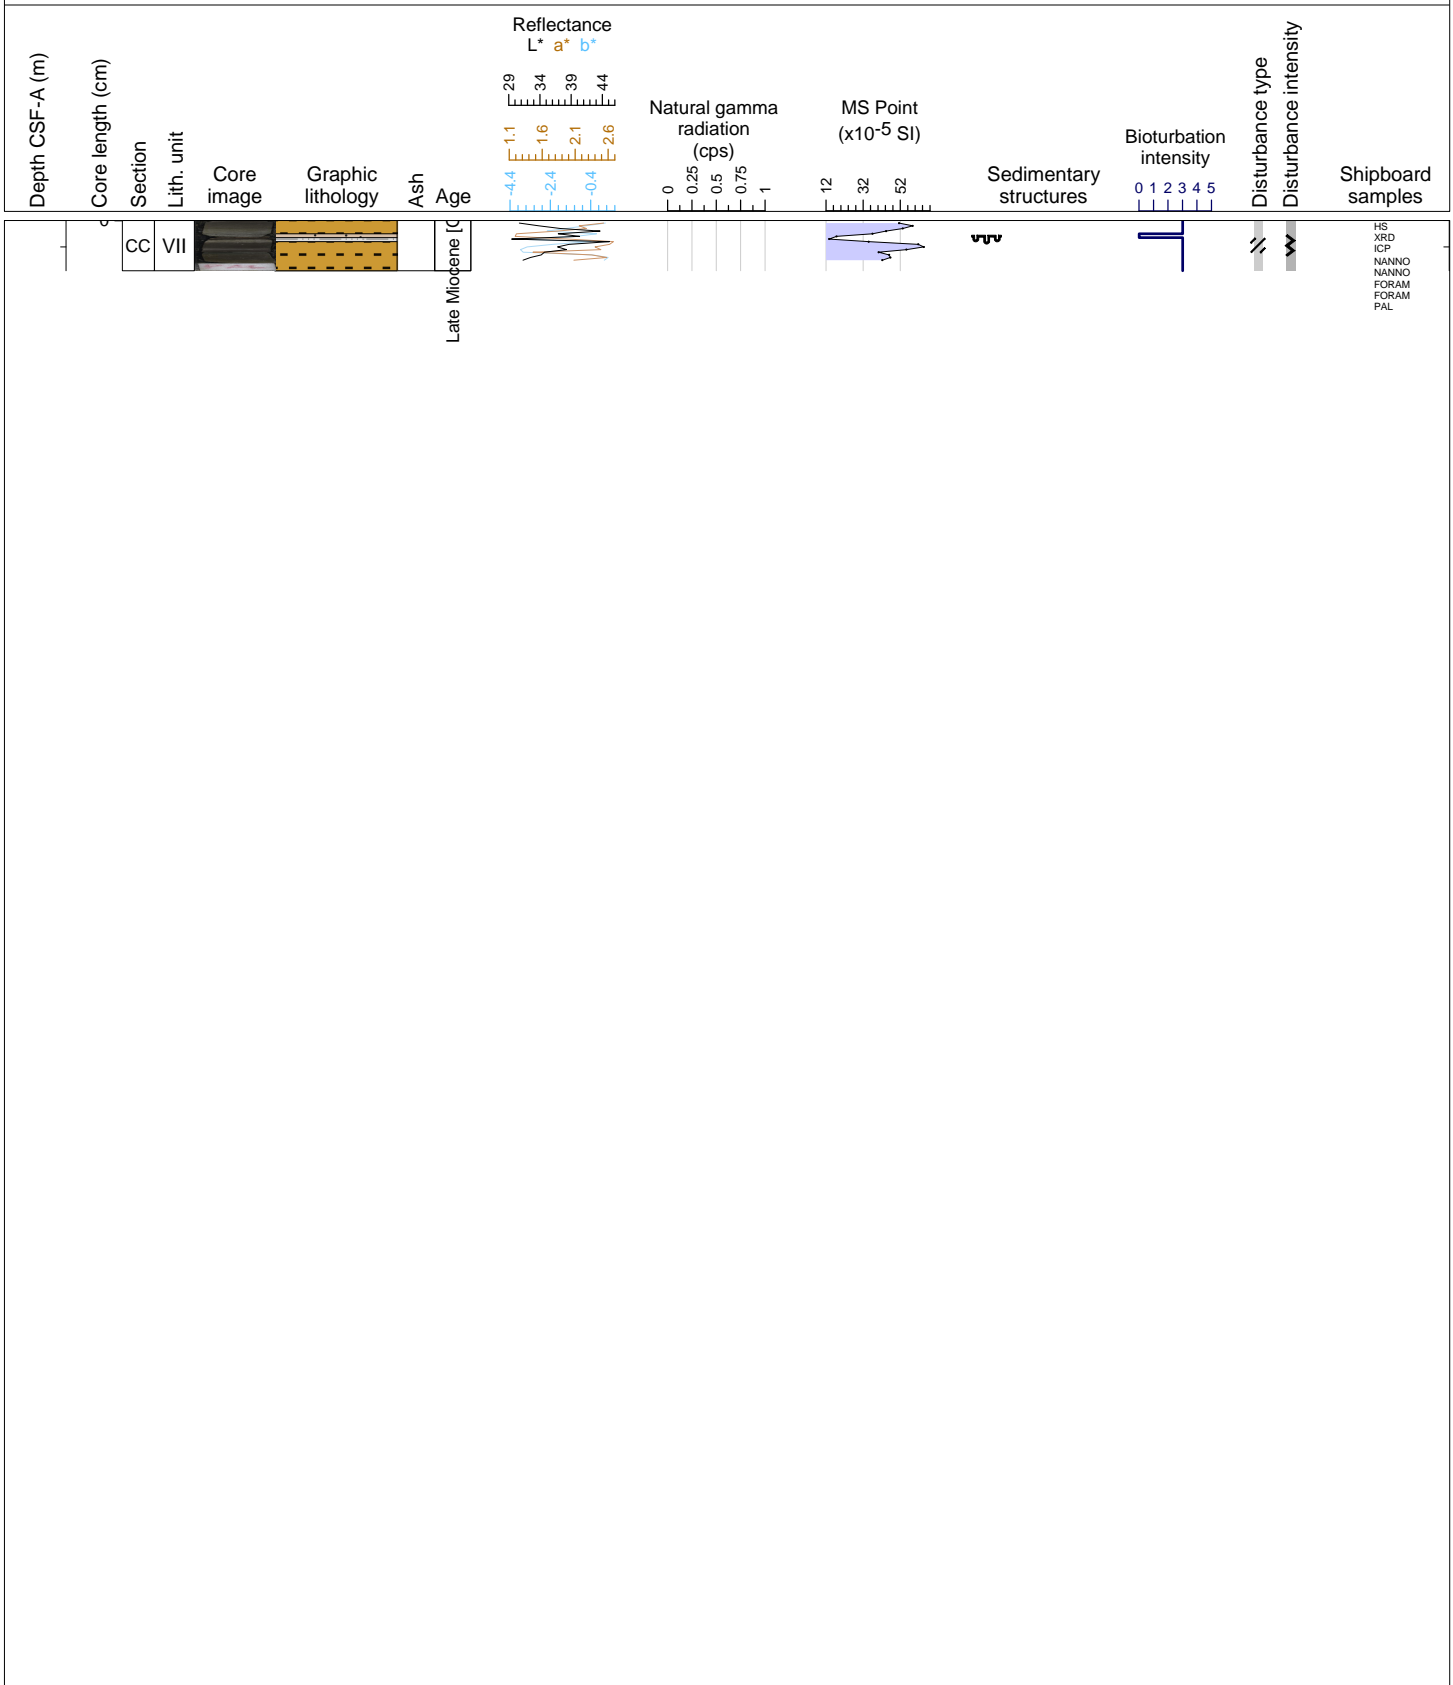 Depth CSF-A (m)
Core length (cm)
Section
Lith. unit
Core
image
Graphic
lithology
Ash
Age
Reflectance
L* a* b*
29 34 39 44
1.1 1.6 2.1 2.6
-4.4 -2.4 -0.4
Natural gamma
radiation
(cps)
0 0.25 0.5 0.75 1
MS Point
(x10-5 SI)
12 32 52
Sedimentary
structures
Bioturbation
intensity
0 1 2 3 4 5
Disturbance type
Disturbance intensity
Shipboard
samples
CC
VII
Late Miocene
HS
XRD
ICP
NANNO
NANNO
FORAM
FORAM
PAL